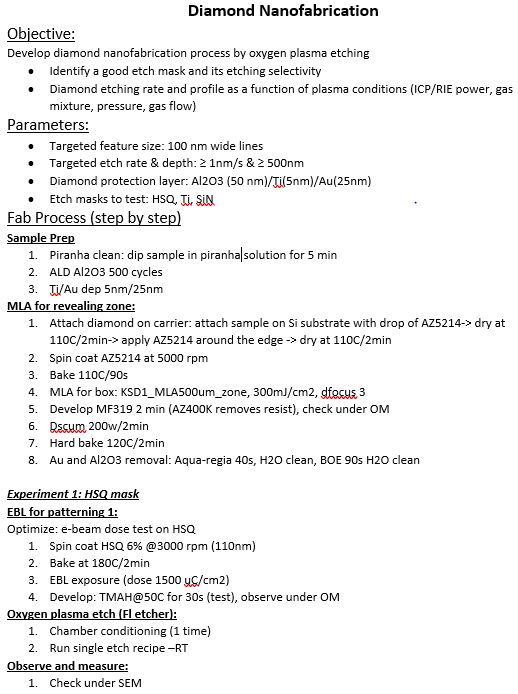 Diamond Nanofabrication
Objective:
Develop diamond nanofabrication process by oxygen plasma etching
• Identify a good etch mask and its etching selectivity
• Diamond etching rate and profile as a function of plasma conditions (ICP/RIE power, gas
mixture, pressure, gas flow)
Parameters:
• Targeted feature size: 100 nm wide lines
• Targeted etch rate & depth: ≥ 1nm/s & ≥ 500nm
• Diamond protection layer: Al2O3 (50 nm)/Ti(5nm)/Au(25nm)
• Etch masks to test: HSQ, Ti, SiN
Fab Process (step by step)
Sample Prep
1. Piranha clean: dip sample in piranha solution for 5 min
2. ALD Al2O3 500 cycles
3. Ti/Au dep 5nm/25nm
MLA for revealing zone:
1. Attach diamond on carrier: attach sample on Si substrate with drop of AZ5214-> dry at
110C/2min-> apply AZ5214 around the edge -> dry at 110C/2min
2. Spin coat AZ5214 at 5000 rpm
3. Bake 110C/90s
4. MLA for box: KSD1_MLA500um_zone, 300mJ/cm2, dfocus 3
5. Develop MF319 2 min (AZ400K removes resist), check under OM
6. Dscum 200w/2min
7. Hard bake 120C/2min
8. Au and Al2O3 removal: Aqua-regia 40s, H2O clean, BOE 90s H2O clean
Experiment 1: HSQ mask
EBL for patterning 1:
Optimize: e-beam dose test on HSQ
1. Spin coat HSQ 6% @3000 rpm (110nm)
2. Bake at 180C/2min
3. EBL exposure (dose 1500 uC/cm2)
4. Develop: TMAH@50C for 30s (test), observe under OM
Oxygen plasma etch (Fl etcher):
1. Chamber conditioning (1 time)
2. Run single etch recipe –RT
Observe and measure:
1. Check under SEM